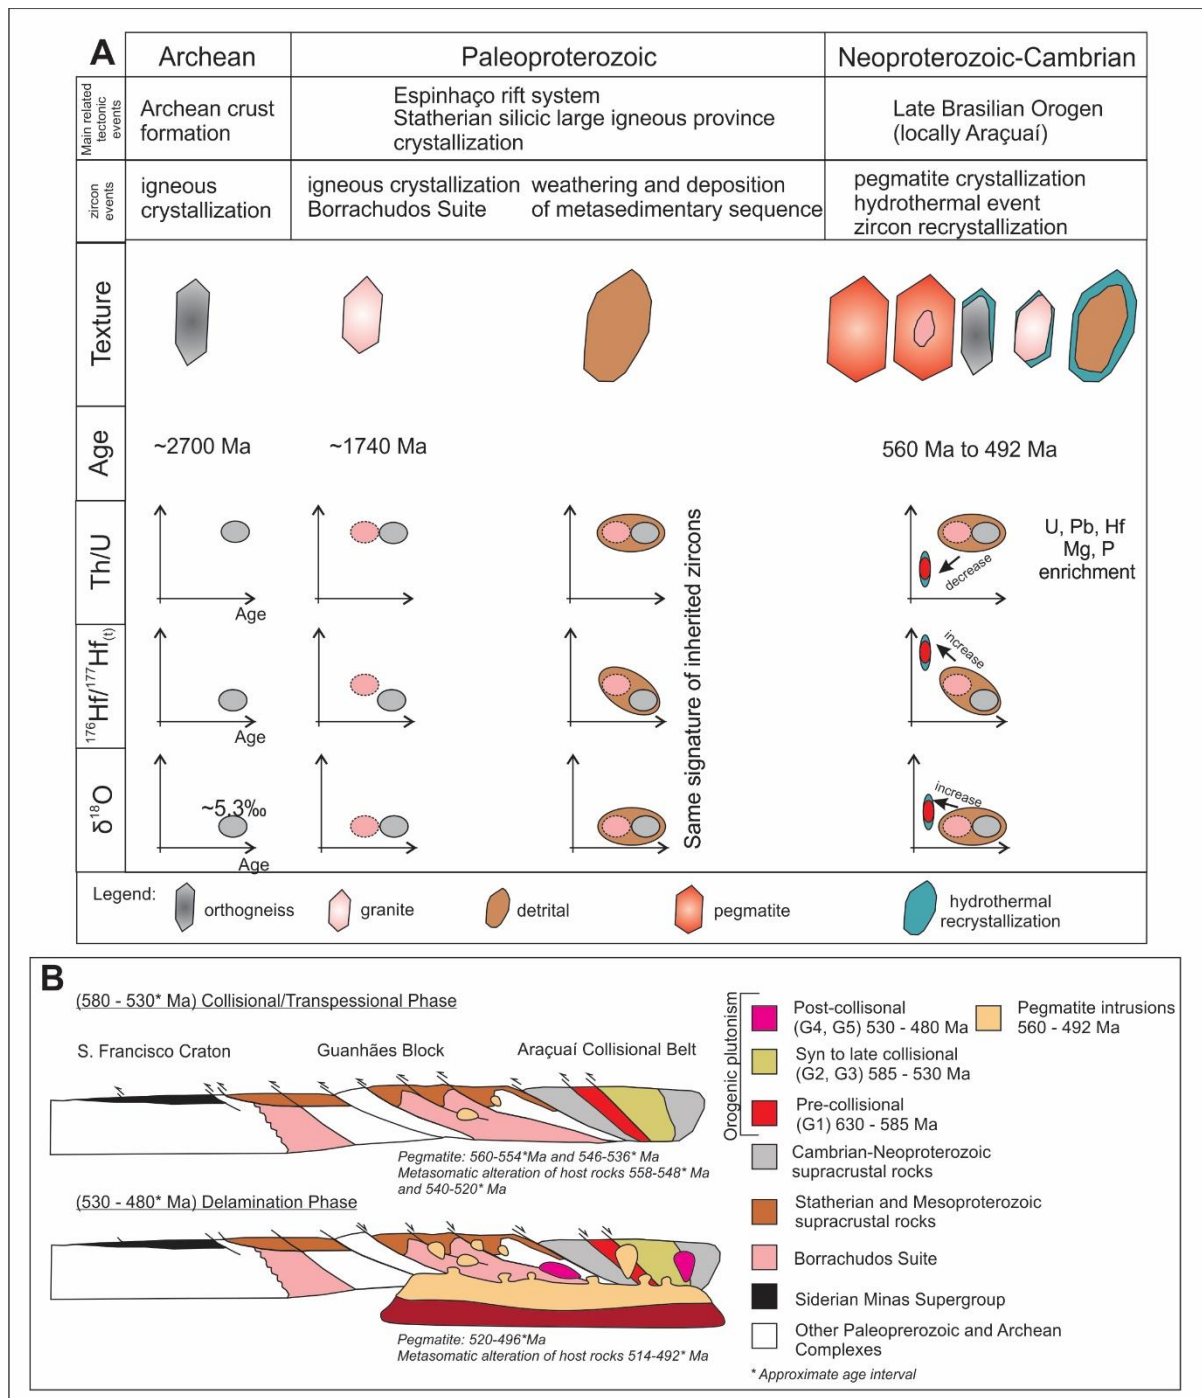 A
Archean
Paleoproterozoic
Neoproterozoic-Cambrian
Main related
tectonic
events
Archean crust
formation
Espinhaço rift system
Statherian silicic large igneous province
crystallization
Late Brasilian Orogen
(locally Araçuaí)
zircon
events
igneous
crystallization
igneous crystallization
Borrachudos Suite
weathering and deposition
of metasedimentary sequence
pegmatite crystallization
hydrothermal event
zircon recrystallization
Texture
Age
~2700 Ma
~1740 Ma
560 Ma to 492 Ma
Th/U
Age
decrease
U, Pb, Hf
Mg, P
enrichment
176Hf/177Hf(t)
Age
increase
δ18O
~5.3‰
Age
increase
Same signature of inherited zircons
Legend:
orthogneiss
granite
detrital
pegmatite
hydrothermal
recrystallization
B
(580 - 530* Ma) Collisional/Transpessional Phase
S. Francisco Craton
Guanhães Block
Araçuaí Collisional Belt
Pegmatite: 560-554*Ma and 546-536* Ma
Metasomatic alteration of host rocks 558-548* Ma
and 540-520* Ma
(530 - 480* Ma) Delamination Phase
Pegmatite: 520-496*Ma
Metasomatic alteration of host rocks 514-492* Ma
Orogenic plutonism
Post-collisonal
(G4, G5) 530 - 480 Ma
Pegmatite intrusions
560 - 492 Ma
Syn to late collisional
(G2, G3) 585 - 530 Ma
Pre-collisional
(G1) 630 - 585 Ma
Cambrian-Neoproterozoic
supracrustal rocks
Statherian and Mesoproterozoic
supracrustal rocks
Borrachudos Suite
Siderian Minas Supergroup
Other Paleoprerozoic and Archean
Complexes
* Approximate age interval